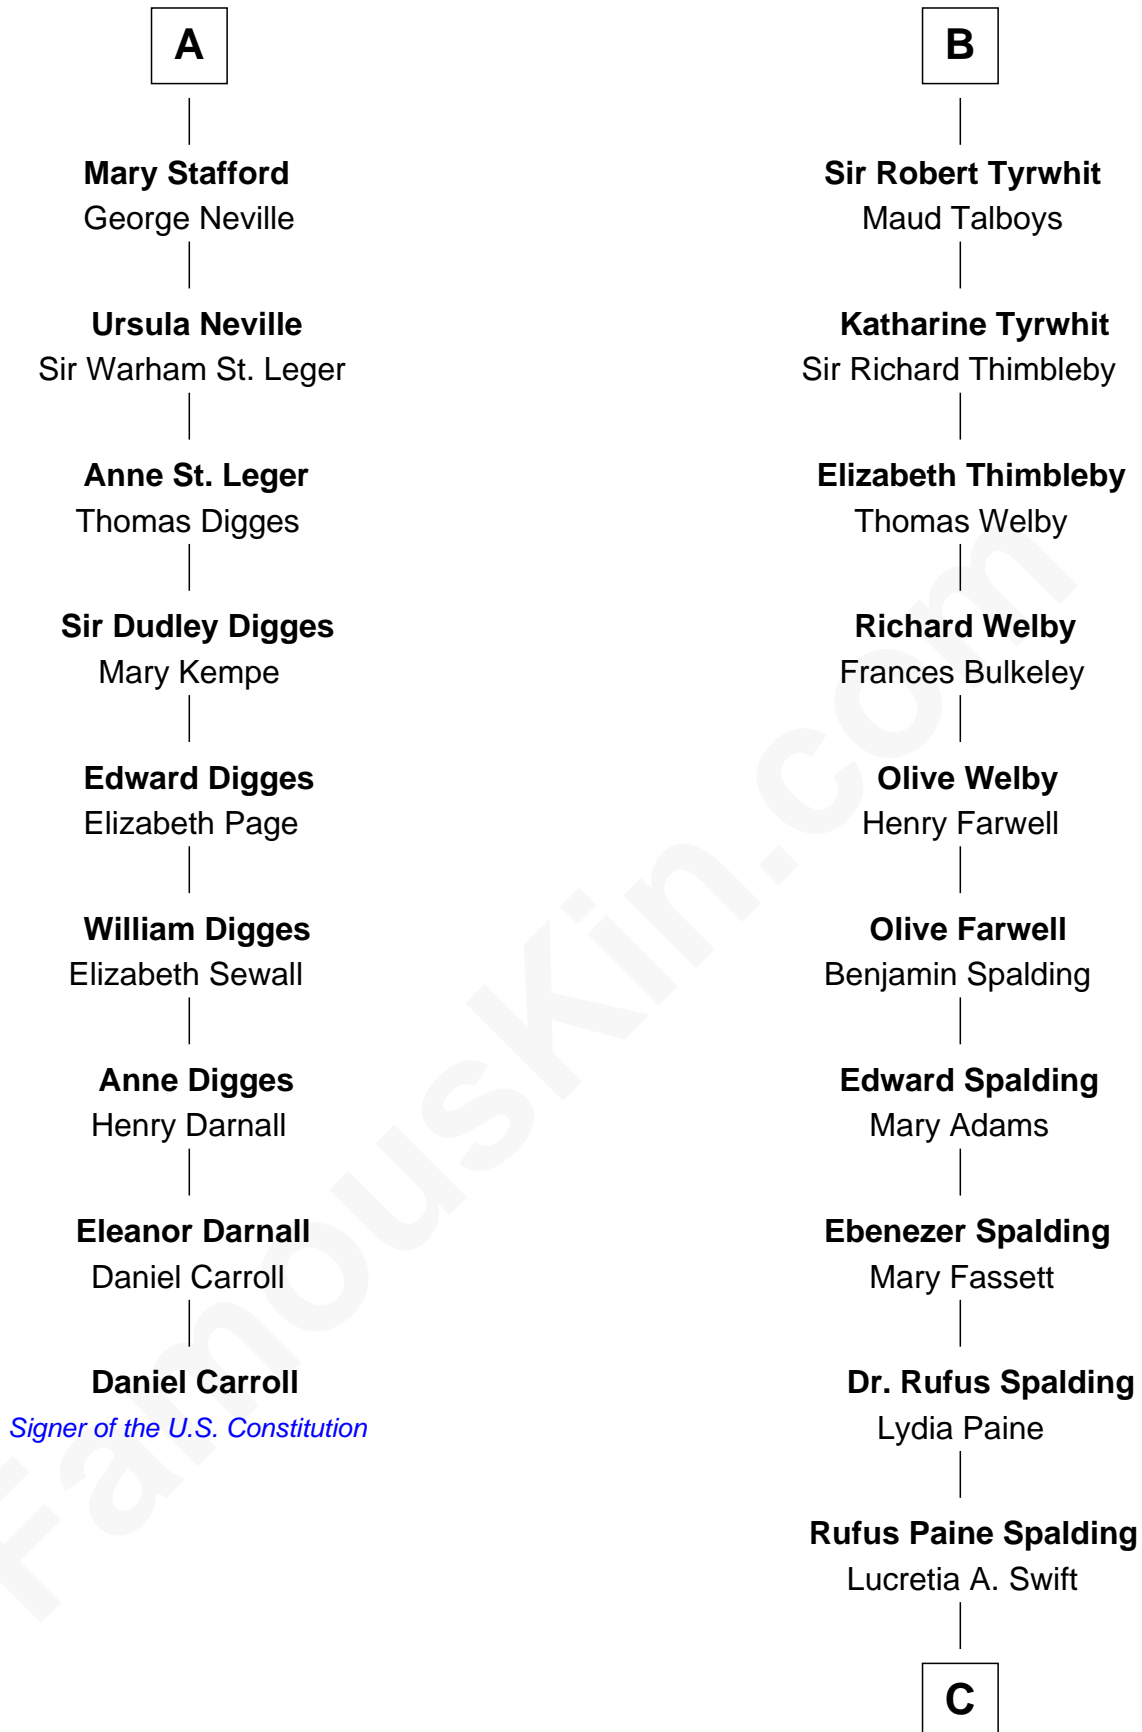 A
Mary Stafford
George Neville
Ursula Neville
Sir Warham St. Leger
Anne St. Leger
Thomas Digges
Sir Dudley Digges
Mary Kempe
Edward Digges
Elizabeth Page
William Digges
Elizabeth Sewall
Anne Digges
Henry Darnall
Eleanor Darnall
Daniel Carroll
Daniel Carroll
Signer of the U.S. Constitution
B
Sir Robert Tyrwhit
Maud Talboys
Katharine Tyrwhit
Sir Richard Thimbleby
Elizabeth Thimbleby
Thomas Welby
Richard Welby
Frances Bulkeley
Olive Welby
Henry Farwell
Olive Farwell
Benjamin Spalding
Edward Spalding
Mary Adams
Ebenezer Spalding
Mary Fassett
Dr. Rufus Spalding
Lydia Paine
Rufus Paine Spalding
Lucretia A. Swift
C
FamousKin.com